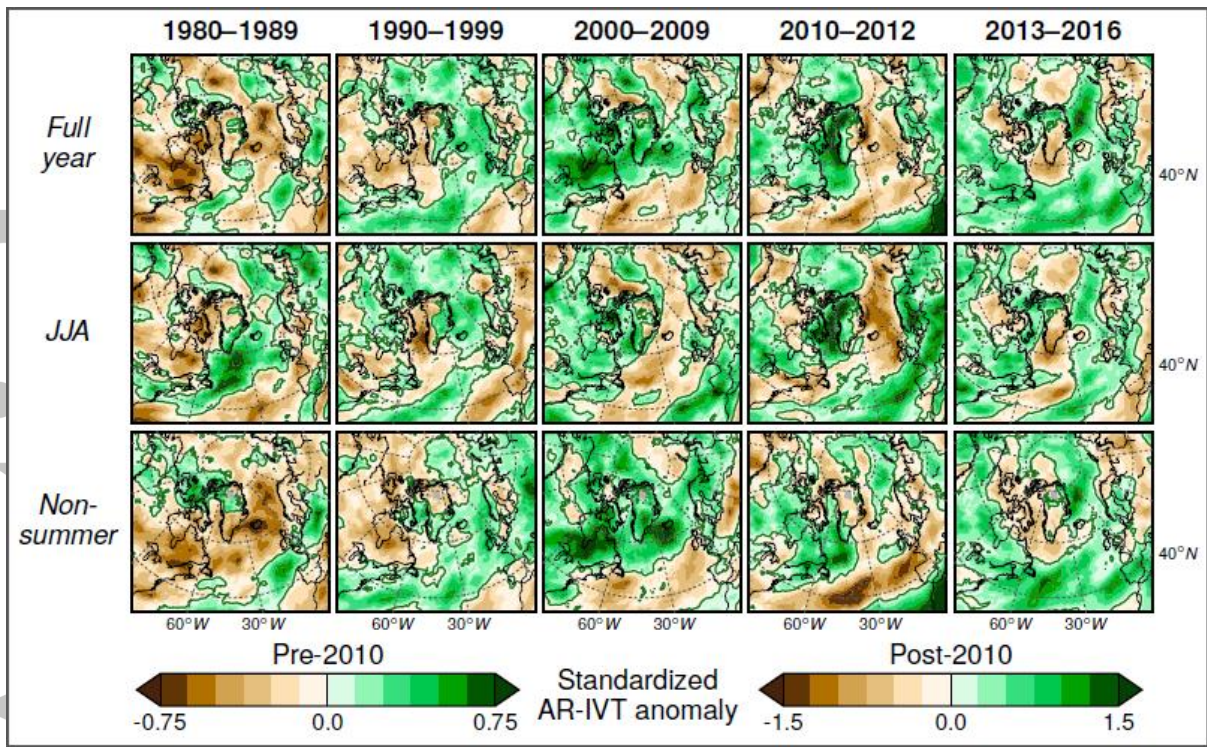 1980–1989 1990–1999 2000–2009 2010–2012 2013–2016
Full
year
40°N
JJA
40°N
Non-
summer
40°N
60°W 30°W 60°W 30°W 60°W 30°W 60°W 30°W
Pre-2010
-0.75 0.0 0.75
Standardized
AR-IVT anomaly
Post-2010
-1.5 0.0 1.5